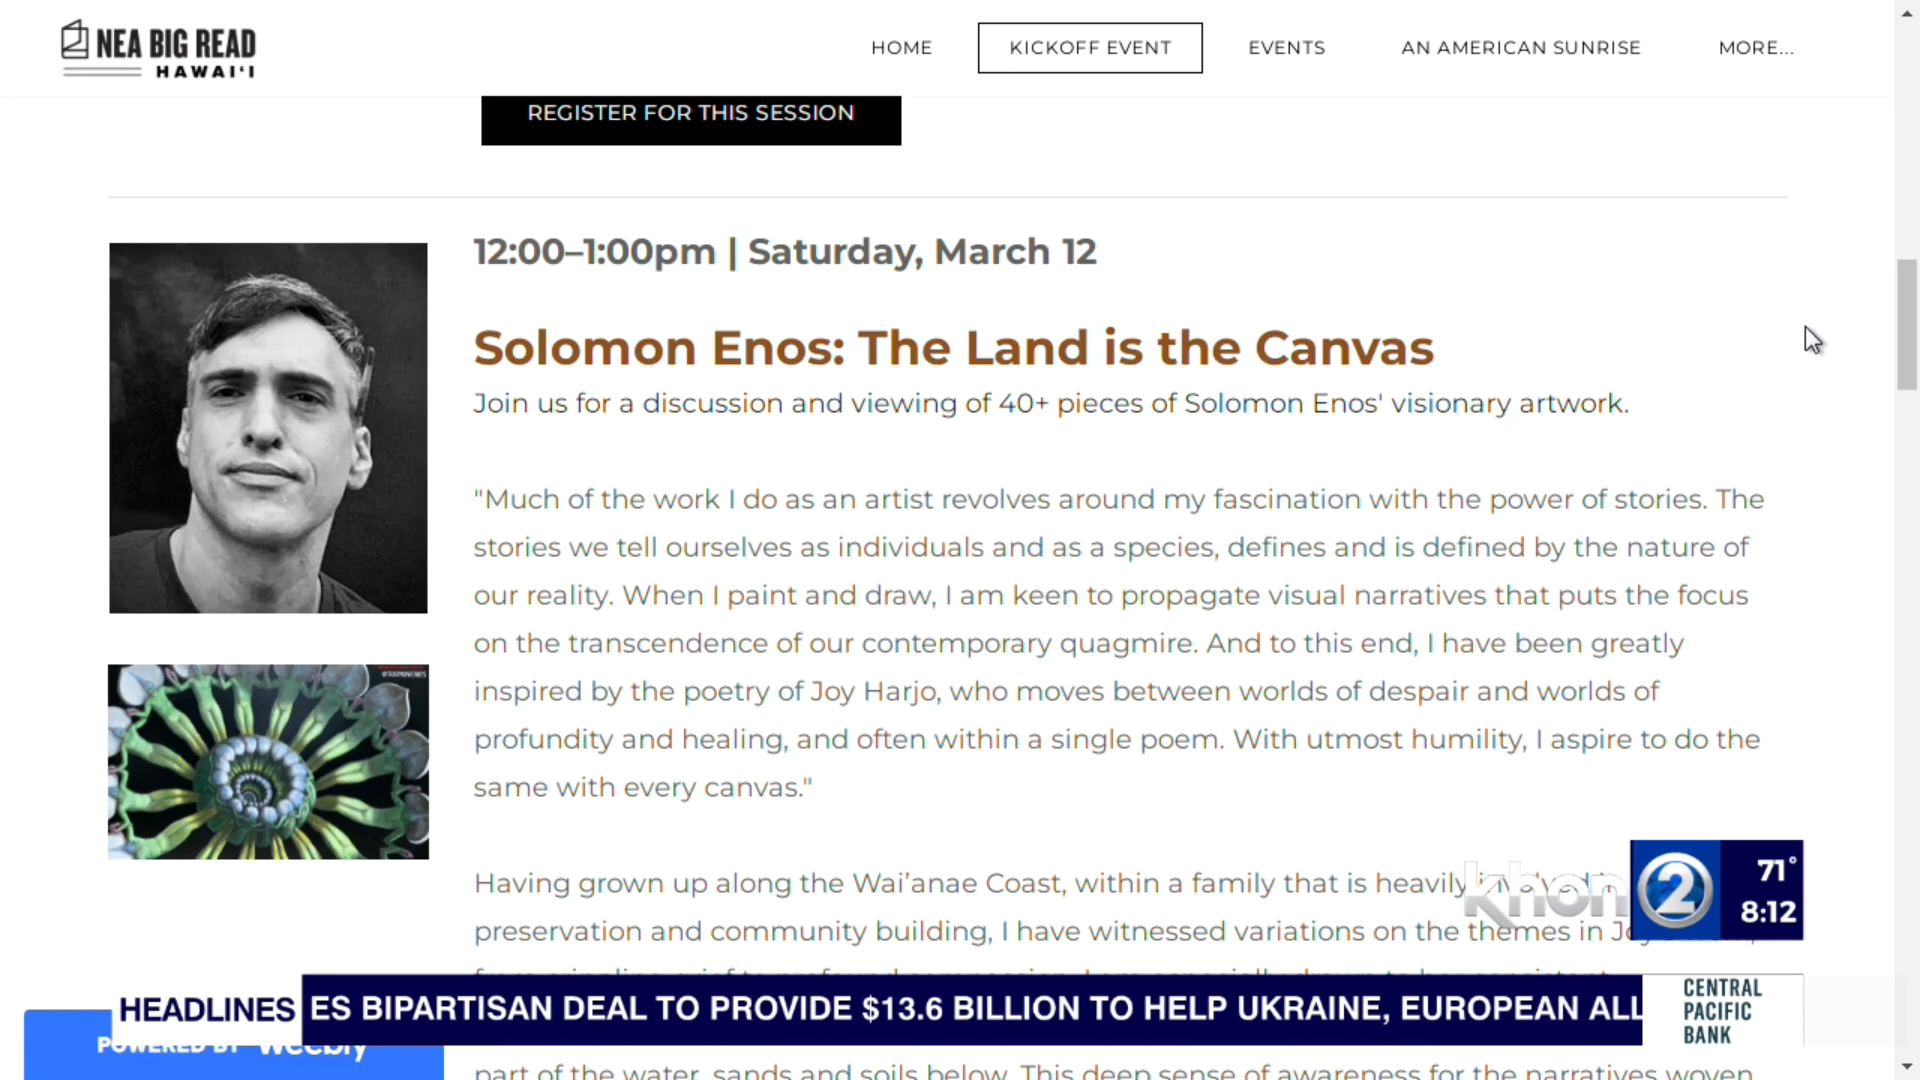 NEA BIG READ
HAWAIʻI
HOME
KICKOFF EVENT
EVENTS
AN AMERICAN SUNRISE
MORE...
REGISTER FOR THIS SESSION
12:00–1:00pm | Saturday, March 12
Solomon Enos: The Land is the Canvas
Join us for a discussion and viewing of 40+ pieces of Solomon Enos' visionary artwork.
"Much of the work I do as an artist revolves around my fascination with the power of stories. The
stories we tell ourselves as individuals and as a species, defines and is defined by the nature of
our reality. When I paint and draw, I am keen to propagate visual narratives that puts the focus
on the transcendence of our contemporary quagmire. And to this end, I have been greatly
inspired by the poetry of Joy Harjo, who moves between worlds of despair and worlds of
profundity and healing, and often within a single poem. With utmost humility, I aspire to do the
same with every canvas."
Having grown up along the Wai’anae Coast, within a family that is heavily involved
preservation and community building, I have witnessed variations on the themes in
khon
2
71°
8:12
HEADLINES
ES BIPARTISAN DEAL TO PROVIDE $13.6 BILLION TO HELP UKRAINE, EUROPEAN ALL
CENTRAL
PACIFIC
BANK
POWERED BY weebly
part of the water, sands and soils below. This deep sense of awareness for the narratives woven